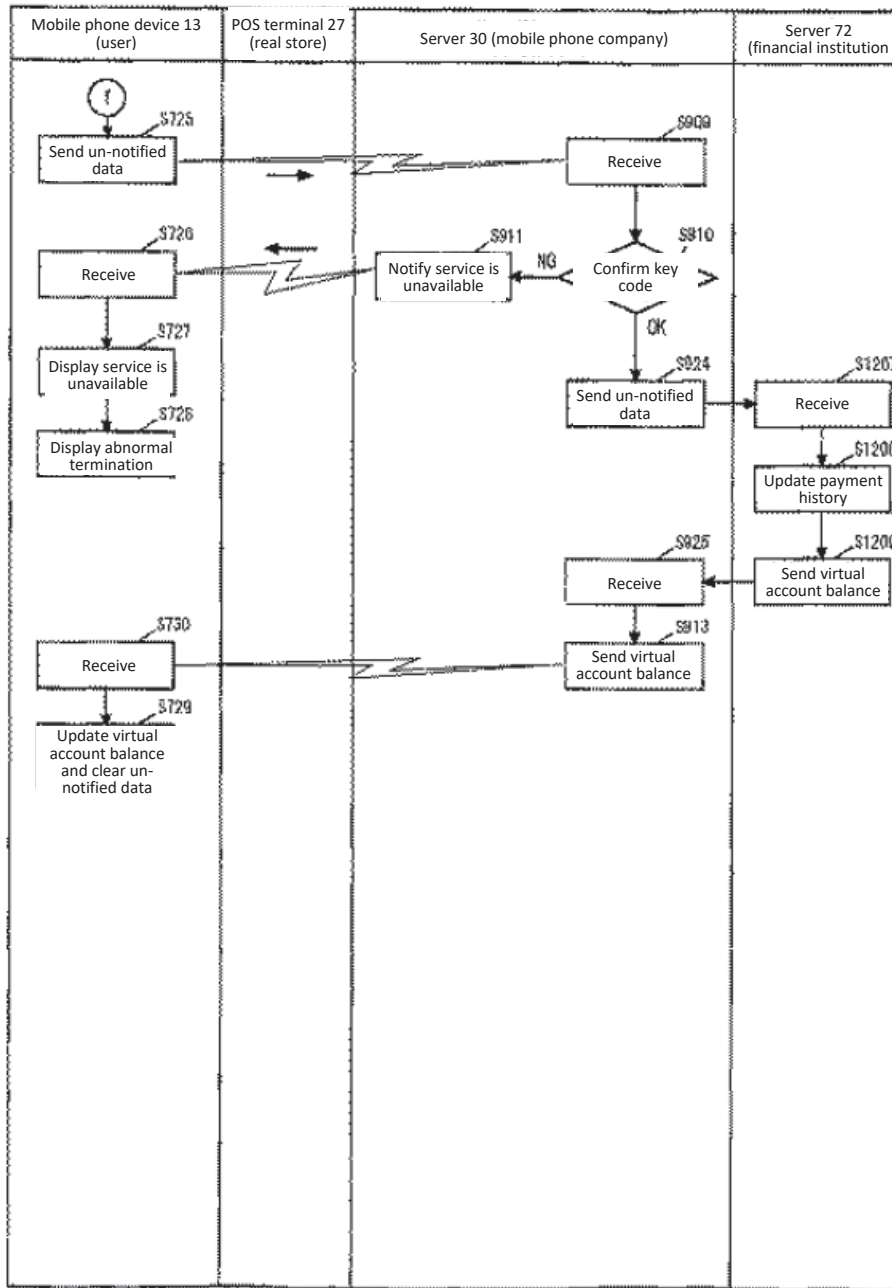 Mobile phone device 13
(user)
POS terminal 27
(real store)
Server 30 (mobile phone company)
Server 72
(financial institution
S725
Send un-notified
data
S909
Receive
S726
Receive
S911
Notify service is
unavailable
NG
S910
Confirm key
code
OK
S727
Display service is
unavailable
S924
Send un-notified
data
S1207
Receive
S728
Display abnormal
termination
Update payment
history
S925
Receive
S1209
Send virtual
account balance
S730
Receive
S913
Send virtual
account balance
S729
Update virtual
account balance
and clear un-
notified data